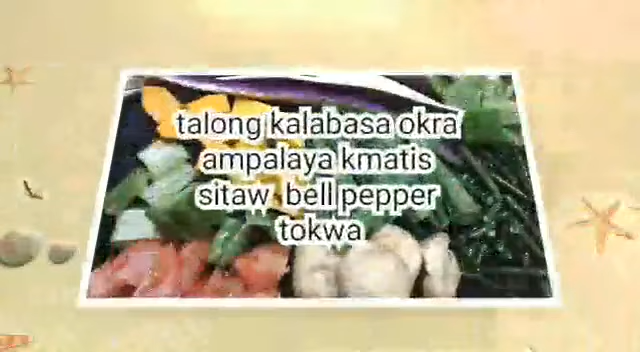 talong kalabasa okra
ampalaya kmatis
sitaw bell pepper
tokwa